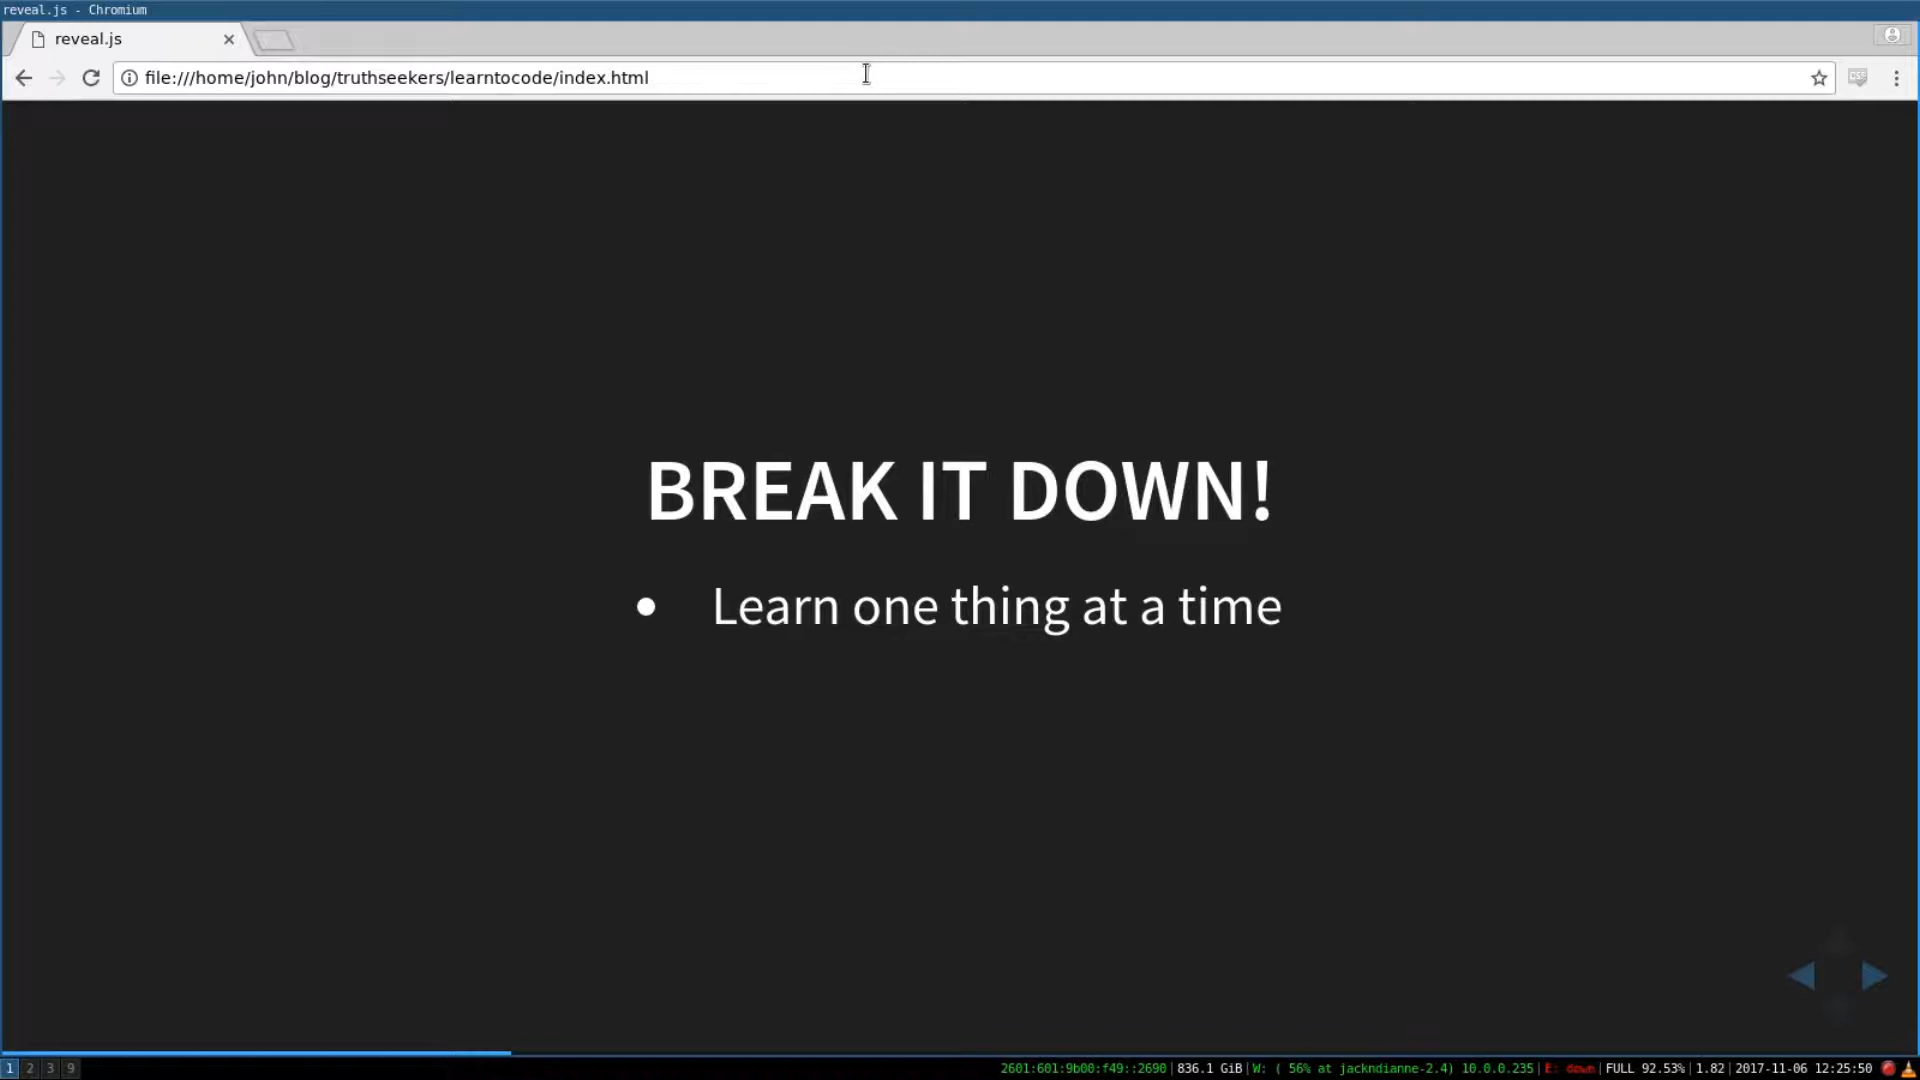 reveal.js - Chromium
reveal.js
file:///home/john/blog/truthseekers/learntocode/index.html
BREAK IT DOWN!
• Learn one thing at a time
1 2 3 9
2601:601:9b00:f49::2690|836.1 GiB|W: ( 56% at jackndianne-2.4) 10.0.0.235|E: down|FULL 92.53%|1.82|2017-11-06 12:25:50